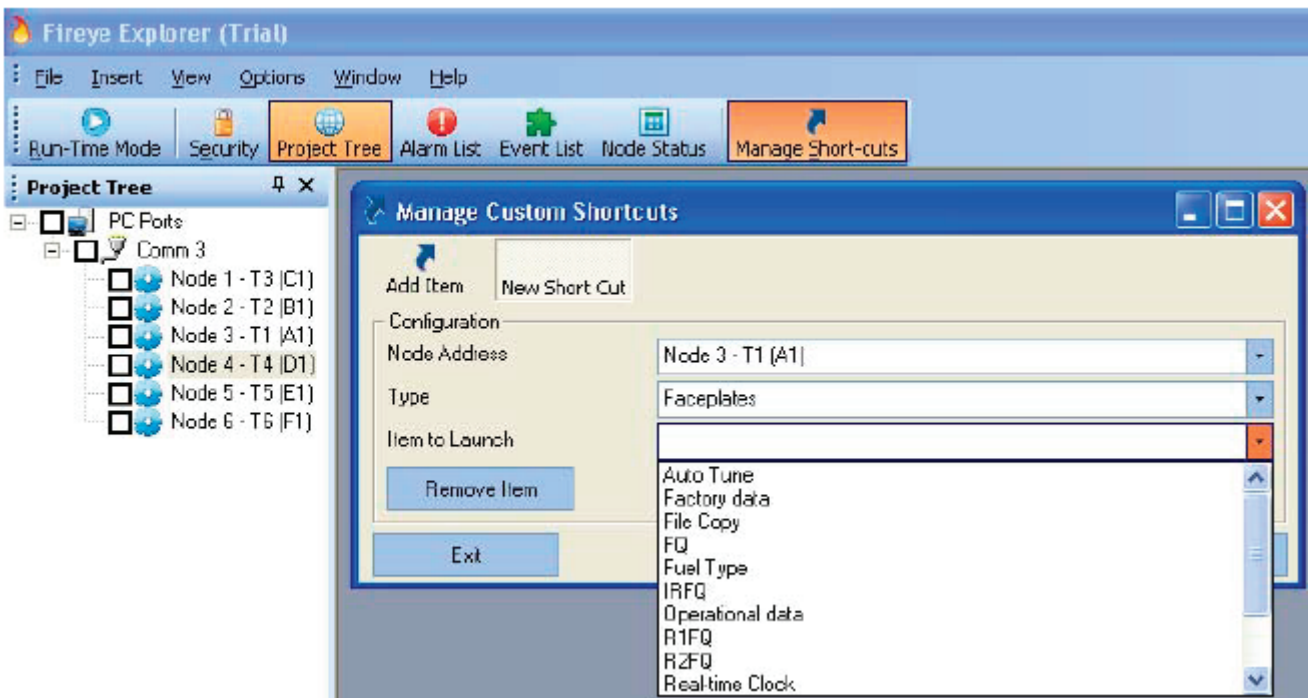 Fireye Explorer (Trial)
File Insert View Options Window Help
Run-Time Mode Security Project Tree Alarm List Event List Node Status Manage Short-cuts
Project Tree
PC Ports
Comm 3
Node 1 - T3 (C1)
Node 2 - T2 (B1)
Node 3 - T1 (A1)
Node 4 - T4 (D1)
Node 5 - T5 (E1)
Node 6 - T6 (F1)
Manage Custom Shortcuts
Add Item New Short Cut
Configuration
Node Address Node 3 - T1 (A1)
Type Faceplates
Item to Launch
Remove Item
Exit
Auto Tune
Factory data
File Copy
FQ
Fuel Type
IRFQ
Operational data
R1FQ
R2FQ
Real-time Clock